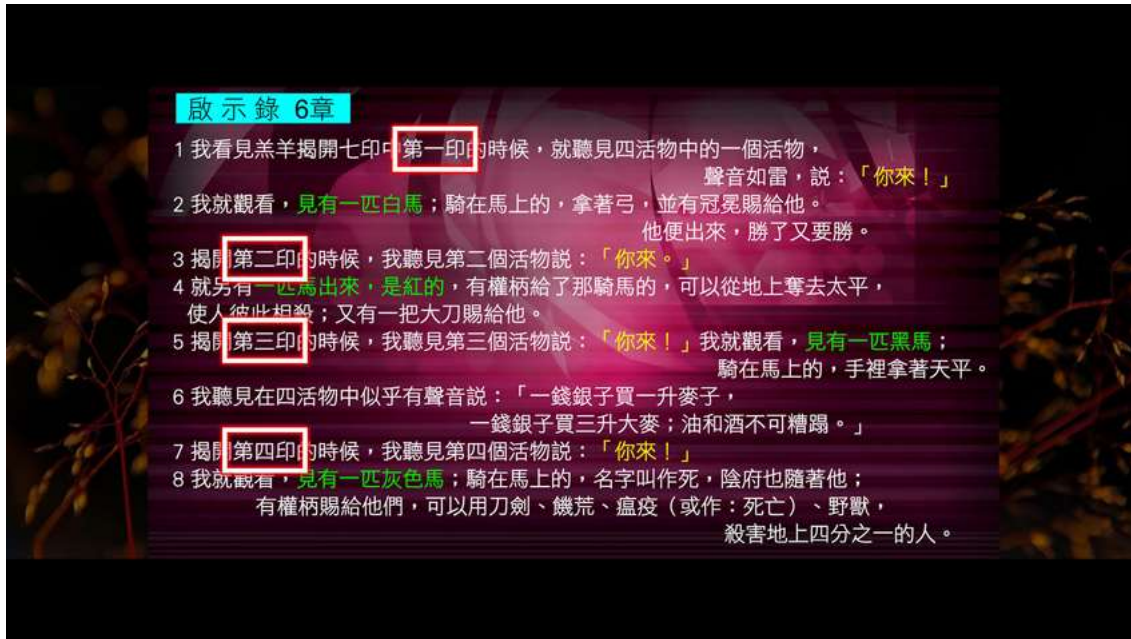 啟示錄 6章
1 我看見羔羊揭開七印中第一印的時候，就聽見四活物中的一個活物，
聲音如雷，説：「你來！」
2 我就觀看，見有一匹白馬；騎在馬上的，拿著弓，並有冠冕賜給他。
他便出來，勝了又要勝。
3 揭開第二印的時候，我聽見第二個活物説：「你來。」
4 就另有一匹馬出來，是紅的，有權柄給了那騎馬的，可以從地上奪去太平，
使人彼此相殺；又有一把大刀賜給他。
5 揭開第三印的時候，我聽見第三個活物説：「你來！」我就觀看，見有一匹黑馬；
騎在馬上的，手裡拿著天平。
6 我聽見在四活物中似乎有聲音説：「一錢銀子買一升麥子，
一錢銀子買三升大麥；油和酒不可糟蹋。」
7 揭開第四印的時候，我聽見第四個活物説：「你來！」
8 我就觀看，見有一匹灰色馬；騎在馬上的，名字叫作死，陰府也隨著他；
有權柄賜給他們，可以用刀劍、饑荒、瘟疫（或作：死亡）、野獸，
殺害地上四分之一的人。